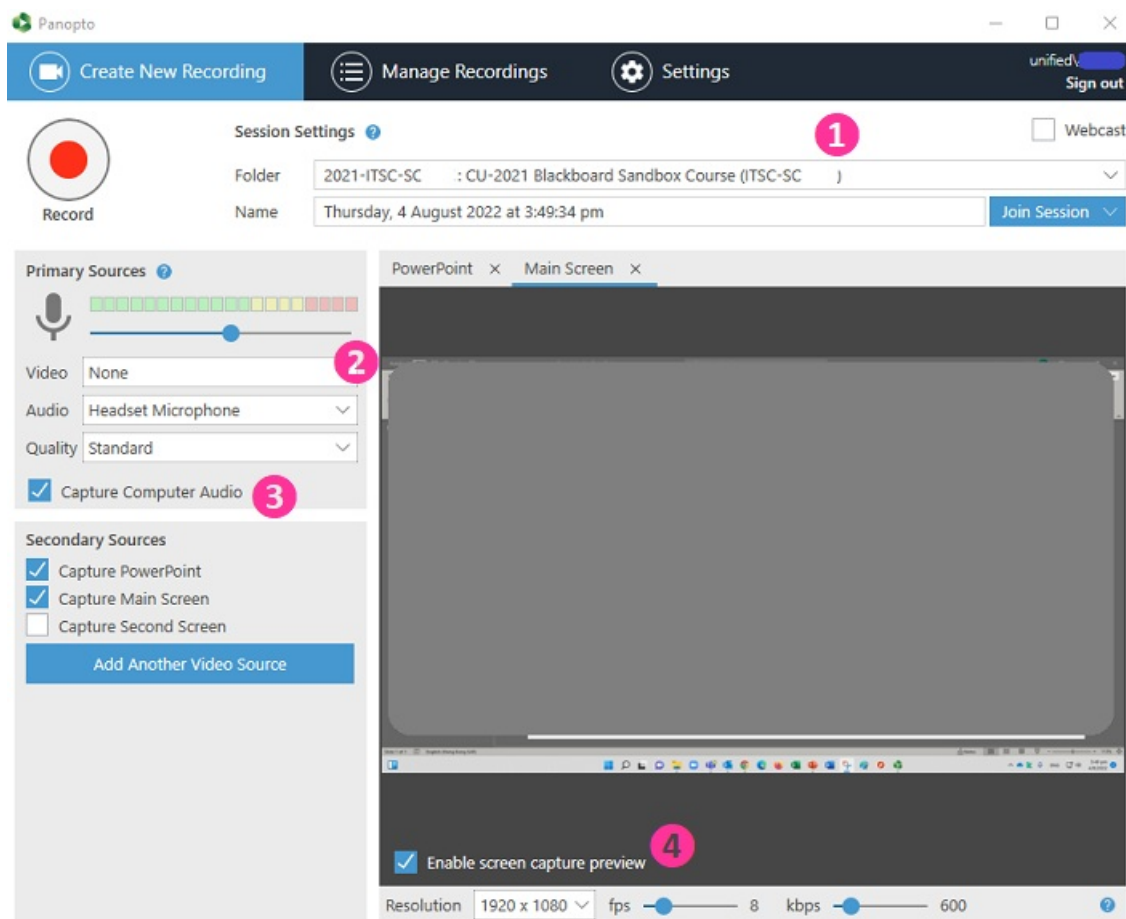 Panopto
Create New Recording
Manage Recordings
Settings
unified\
Sign out
Session Settings ?
1
Webcast
Folder
2021-ITSC-SC : CU-2021 Blackboard Sandbox Course (ITSC-SC )
Record
Name
Thursday, 4 August 2022 at 3:49:34 pm
Join Session
Primary Sources ?
PowerPoint
Main Screen
2
Video
None
Audio
Headset Microphone
Quality
Standard
Capture Computer Audio
3
Secondary Sources
Capture PowerPoint
Capture Main Screen
Capture Second Screen
Add Another Video Source
4
Enable screen capture preview
Resolution
1920 x 1080
fps
8
kbps
600
?